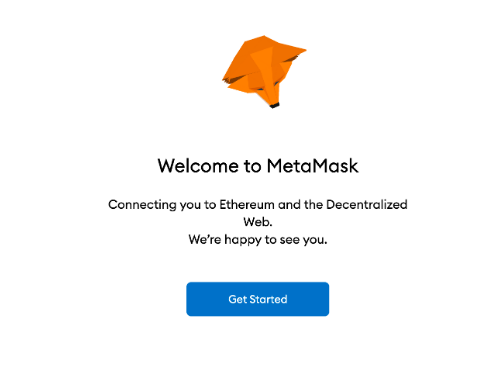 Welcome to MetaMask
Connecting you to Ethereum and the Decentralized
Web.
We’re happy to see you.
Get Started